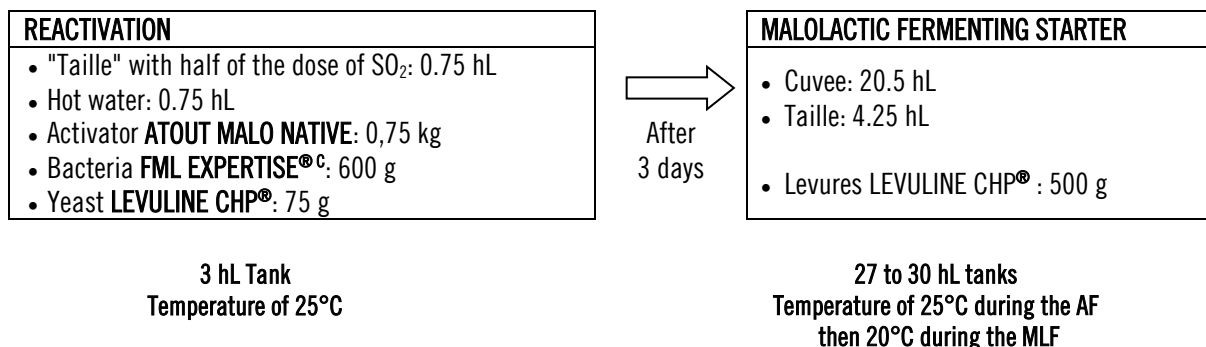 REACTIVATION
• "Taille" with half of the dose of SO₂: 0.75 hL
• Hot water: 0.75 hL
• Activator ATOUT MALO NATIVE: 0,75 kg
• Bacteria FML EXPERTISE® C: 600 g
• Yeast LEVULINE CHP®: 75 g
3 hL Tank
Temperature of 25°C
After
3 days
MALOLACTIC FERMENTING STARTER
• Cuvee: 20.5 hL
• Taille: 4.25 hL
• Levures LEVULINE CHP® : 500 g
27 to 30 hL tanks
Temperature of 25°C during the AF
then 20°C during the MLF